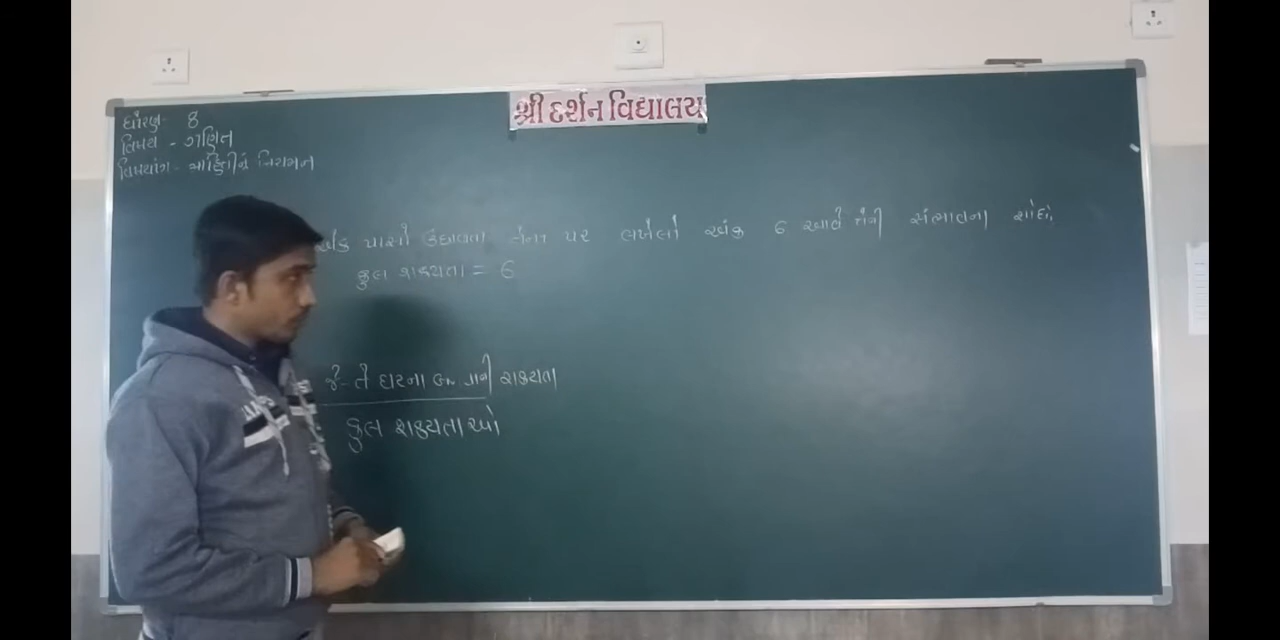 શ્રી દર્શન વિદ્યાલય
ધોરણ- 8
વિષય - ગણિત
વિષયાંગ - માહિતીનું નિયમન
એક પાસો ઉછાળતા તેના પર લખેલો અંક 6 આવે તેની સંભાવના શોધો.
કુલ શક્યતા = 6
જે-તે ઘટના શક્યતા
કુલ શક્યતાઓ